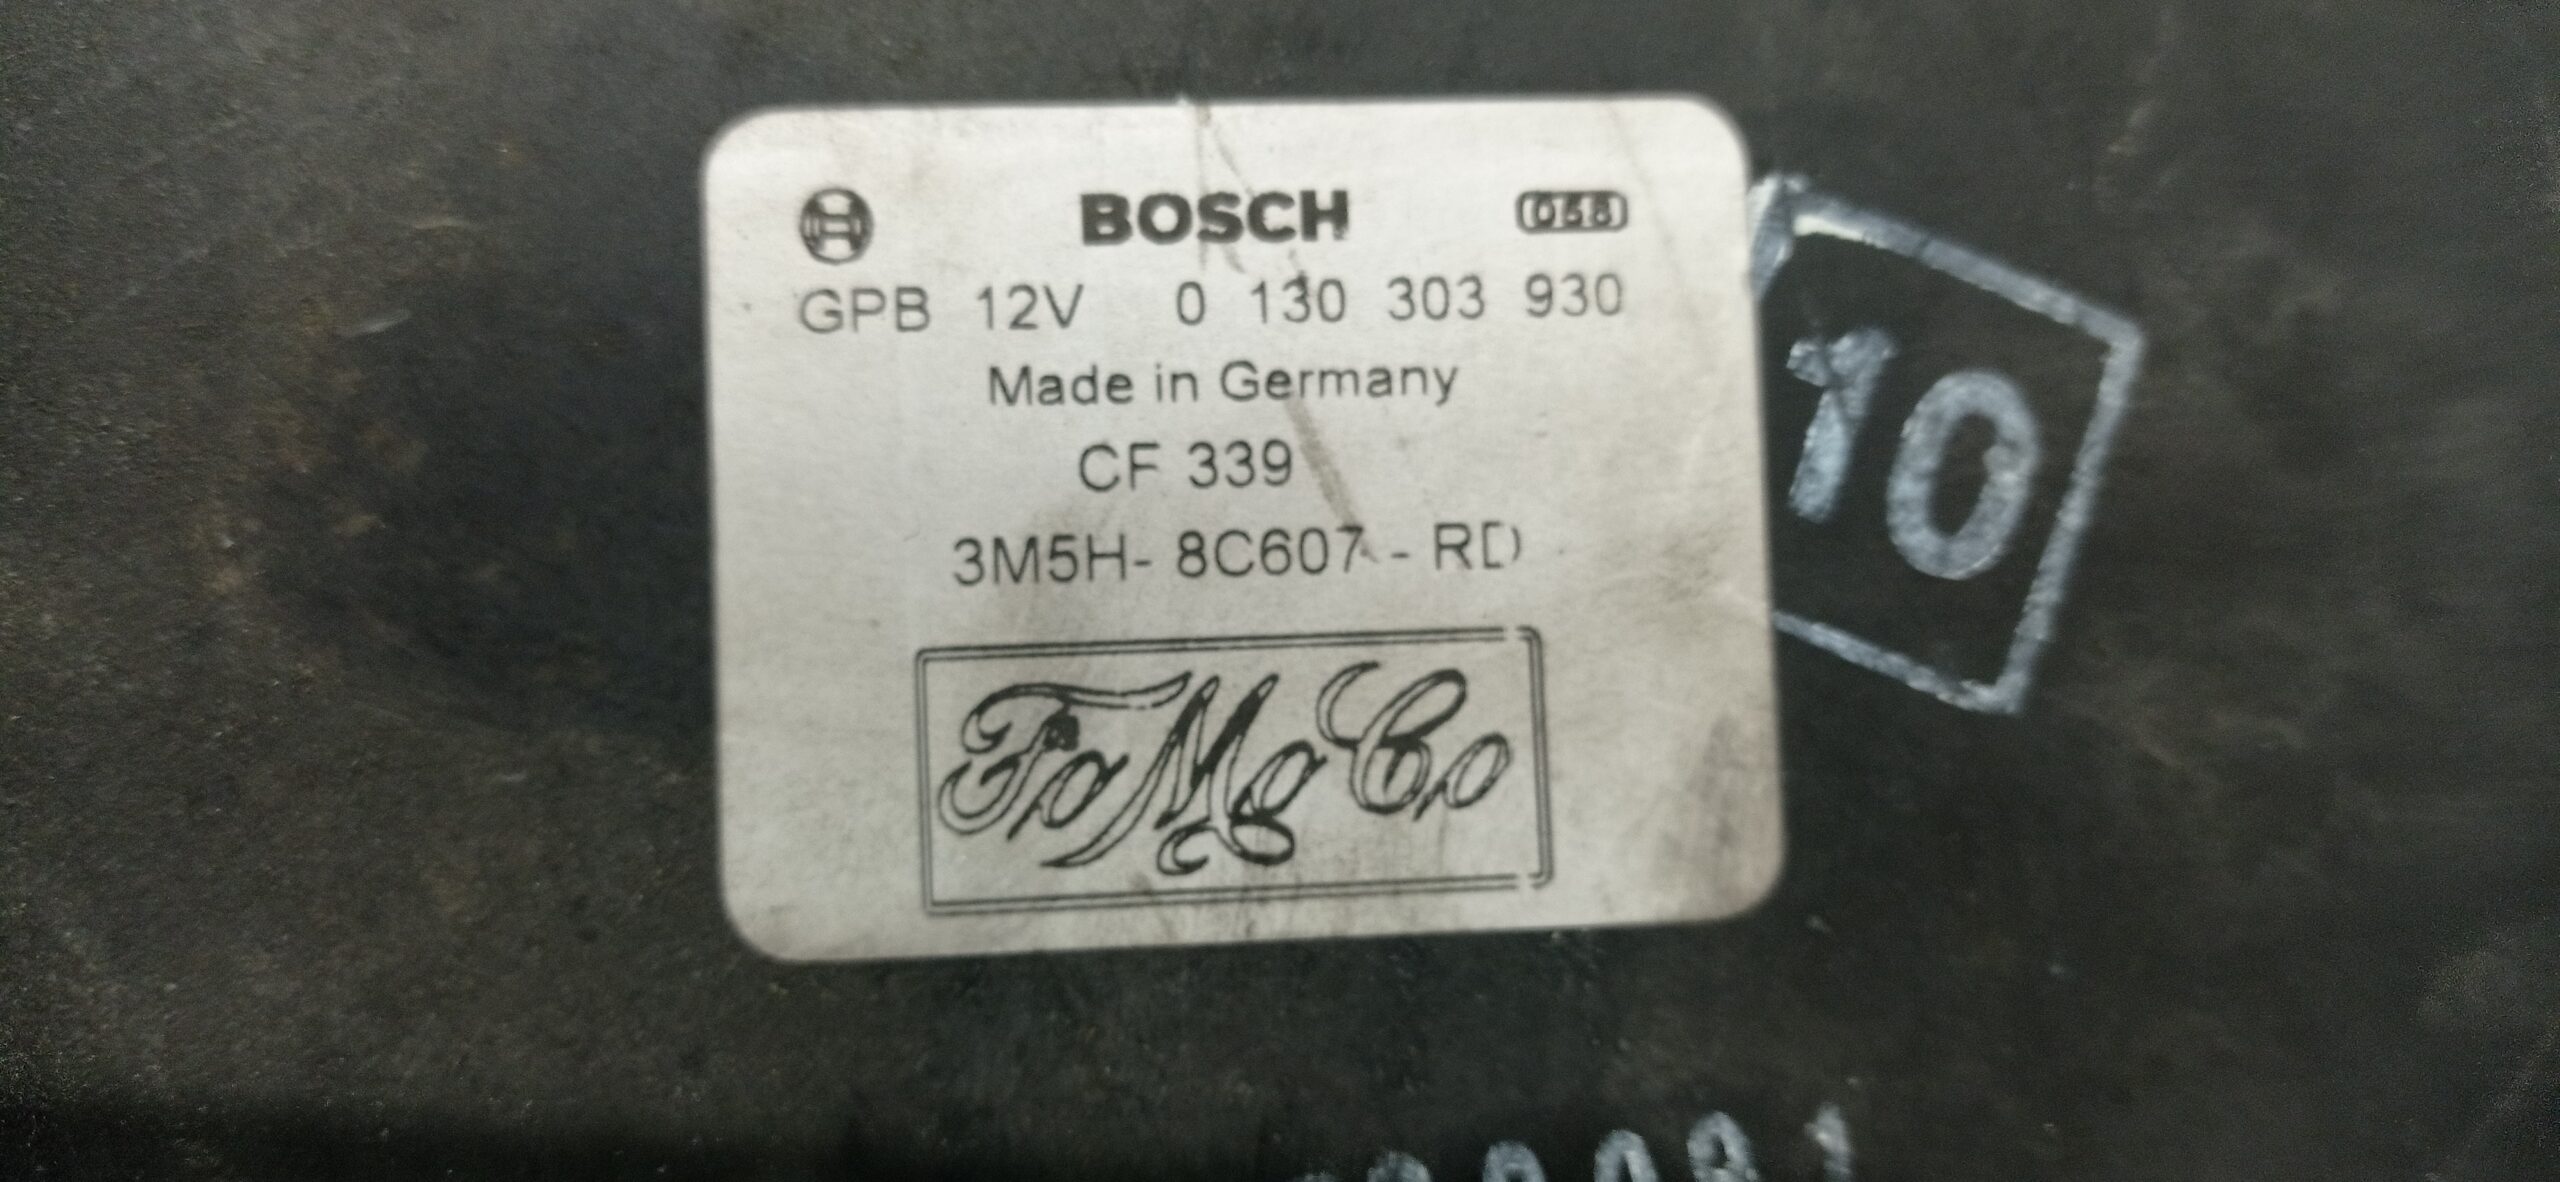 BOSCH
GPB 12V 0 130 303 930
Made in Germany
CF 339
3M5H- 8C607 - RD
FoMoCo
10